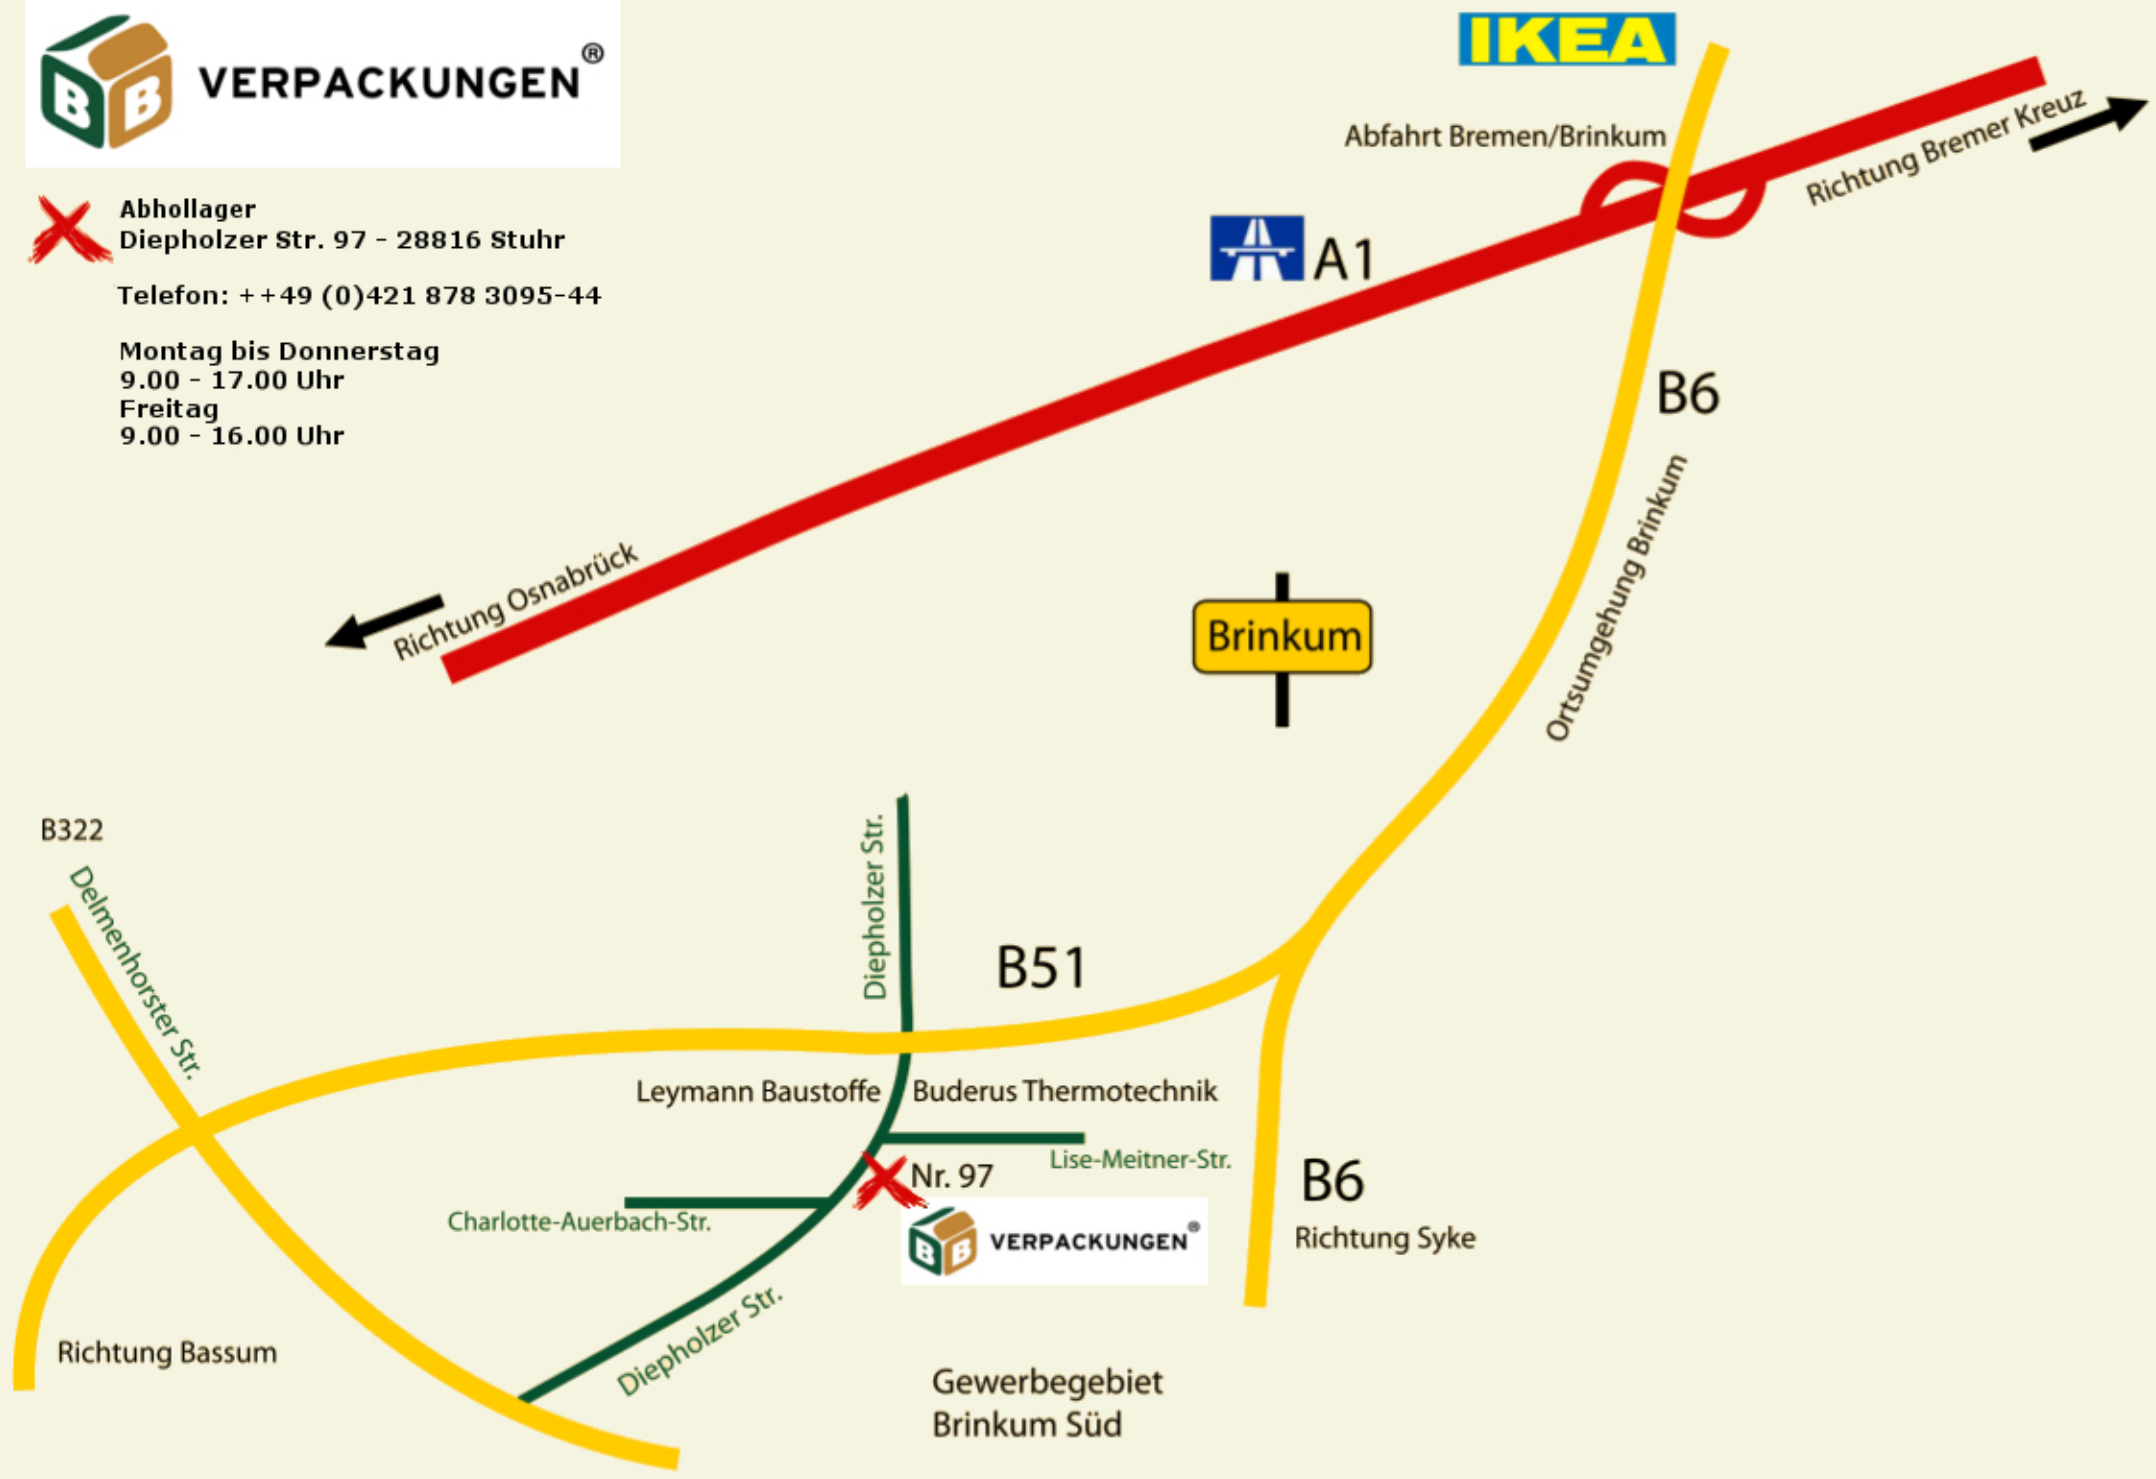 BB VERPACKUNGEN®
Abhollager
Diepholzer Str. 97 - 28816 Stuhr
Telefon: ++49 (0)421 878 3095-44
Montag bis Donnerstag
9.00 - 17.00 Uhr
Freitag
9.00 - 16.00 Uhr
IKEA
Abfahrt Bremen/Brinkum
Richtung Bremer Kreuz
A1
B6
Ortsumgehung Brinkum
Richtung Osnabrück
Brinkum
B322
Delmenhorster Str.
Diepholzer Str.
B51
Leymann Baustoffe
Buderus Thermotechnik
Lise-Meitner-Str.
Nr. 97
Charlotte-Auerbach-Str.
BB VERPACKUNGEN®
B6
Richtung Syke
Diepholzer Str.
Richtung Bassum
Gewerbegebiet
Brinkum Süd